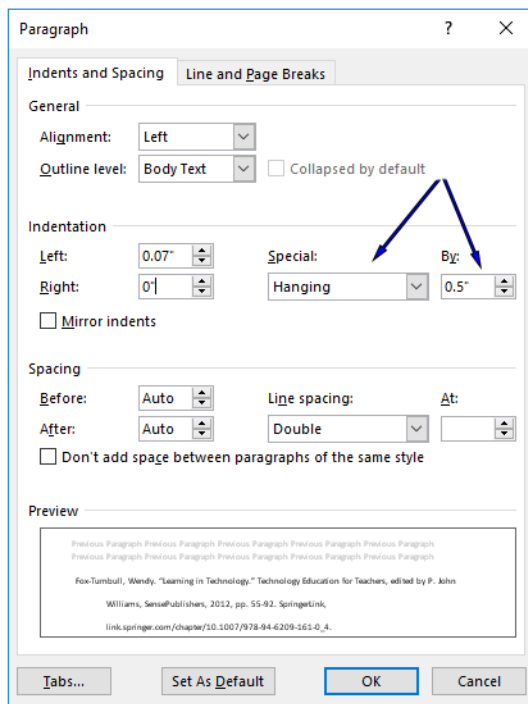 Paragraph ?
Indents and Spacing Line and Page Breaks
General
Alignment: Left
Outline level: Body Text Collapsed by default
Indentation
Left: 0.07" Special: By:
Right: 0" Hanging 0.5"
Mirror indents
Spacing
Before: Auto Line spacing: At:
After: Auto Double
Don't add space between paragraphs of the same style
Preview
Previous Paragraph Previous Paragraph Previous Paragraph Previous Paragraph Previous Paragraph
Previous Paragraph Previous Paragraph Previous Paragraph Previous Paragraph Previous Paragraph
Fox-Turnbull, Wendy. "Learning in Technology." Technology Education for Teachers, edited by P. John
Williams, SensePublishers, 2012, pp. 55-92. SpringerLink,
link.springer.com/chapter/10.1007/978-94-6209-161-0_4.
Tabs... Set As Default OK Cancel